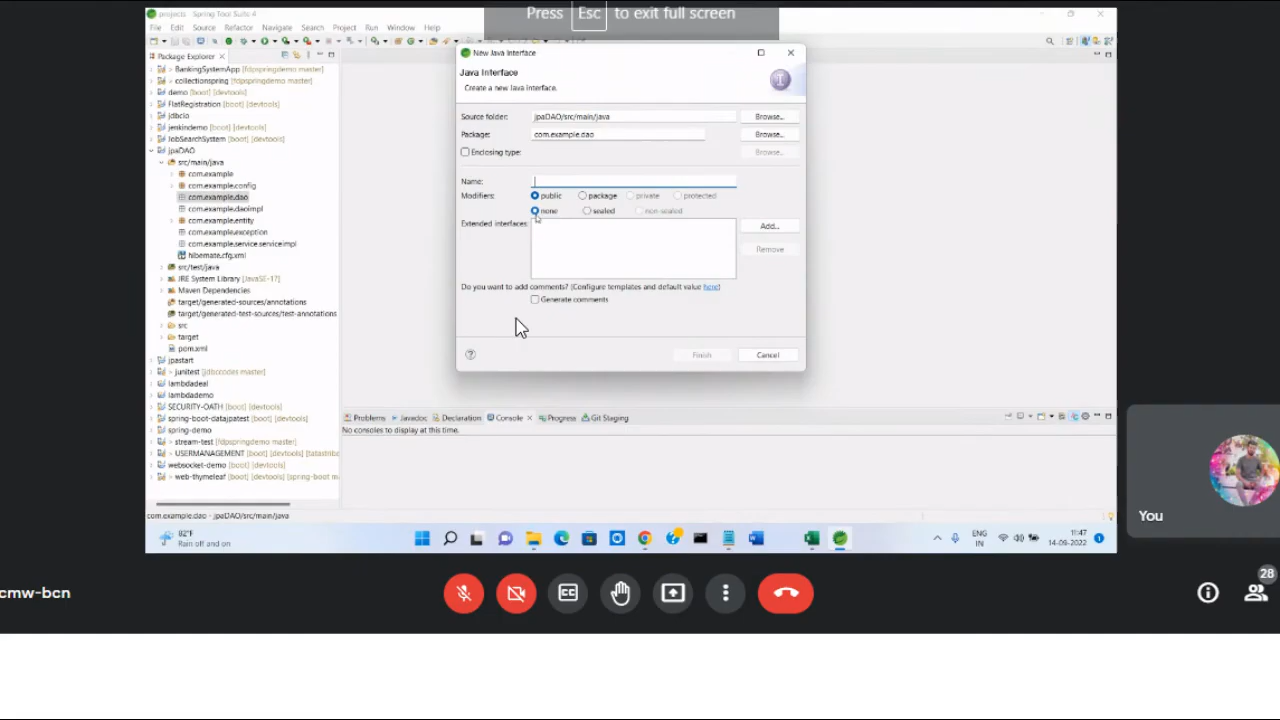 Press Esc to exit full screen
projects - Spring Tool Suite 4
File Edit Source Refactor Navigate Search Project Run Window Help
Package Explorer
BankingSystemApp [fdpspringdemo master]
collectionspring [fdpspringdemo master]
demo [boot] [devtools]
FlatRegistration [boot] [devtools]
jdbcio
jenkindemo [boot] [devtools]
JobSearchSystem [boot] [devtools]
jpaDAO
src/main/java
com.example
com.example.config
com.example.dao
com.example.daoimpl
com.example.entity
com.example.exception
com.example.service.serviceimpl
hibernate.cfg.xml
src/test/java
JRE System Library [JavaSE-17]
Maven Dependencies
target/generated-sources/annotations
target/generated-test-sources/test-annotations
src
target
pom.xml
jpastart
junitest [jdbccodes master]
lambdadeal
lambdademo
SECURITY-OATH [boot] [devtools]
spring-boot-datajpatest [boot] [devtools]
spring-demo
stream-test [fdpspringdemo master]
USERMANAGEMENT [boot] [devtools] [batastribe
websocket-demo [boot] [devtools]
web-thymeleaf [boot] [devtools] [spring-boot m
New Java Interface
Java Interface
Create a new Java interface.
Source folder: jpaDAO/src/main/java Browse...
Package: com.example.dao Browse...
Enclosing type: Browse...
Name:
Modifiers: public package private protected
none sealed non-sealed
Extended interfaces: Add...
Remove
Do you want to add comments? (Configure templates and default value here)
Generate comments
? Finish Cancel
Problems Javadoc Declaration Console Progress Git Staging
No consoles to display at this time.
com.example.dao - jpaDAO/src/main/java
82°F
Rain off and on
ENG
IN
11:47
14-09-2022
1
You
cmw-bcn
CC
28